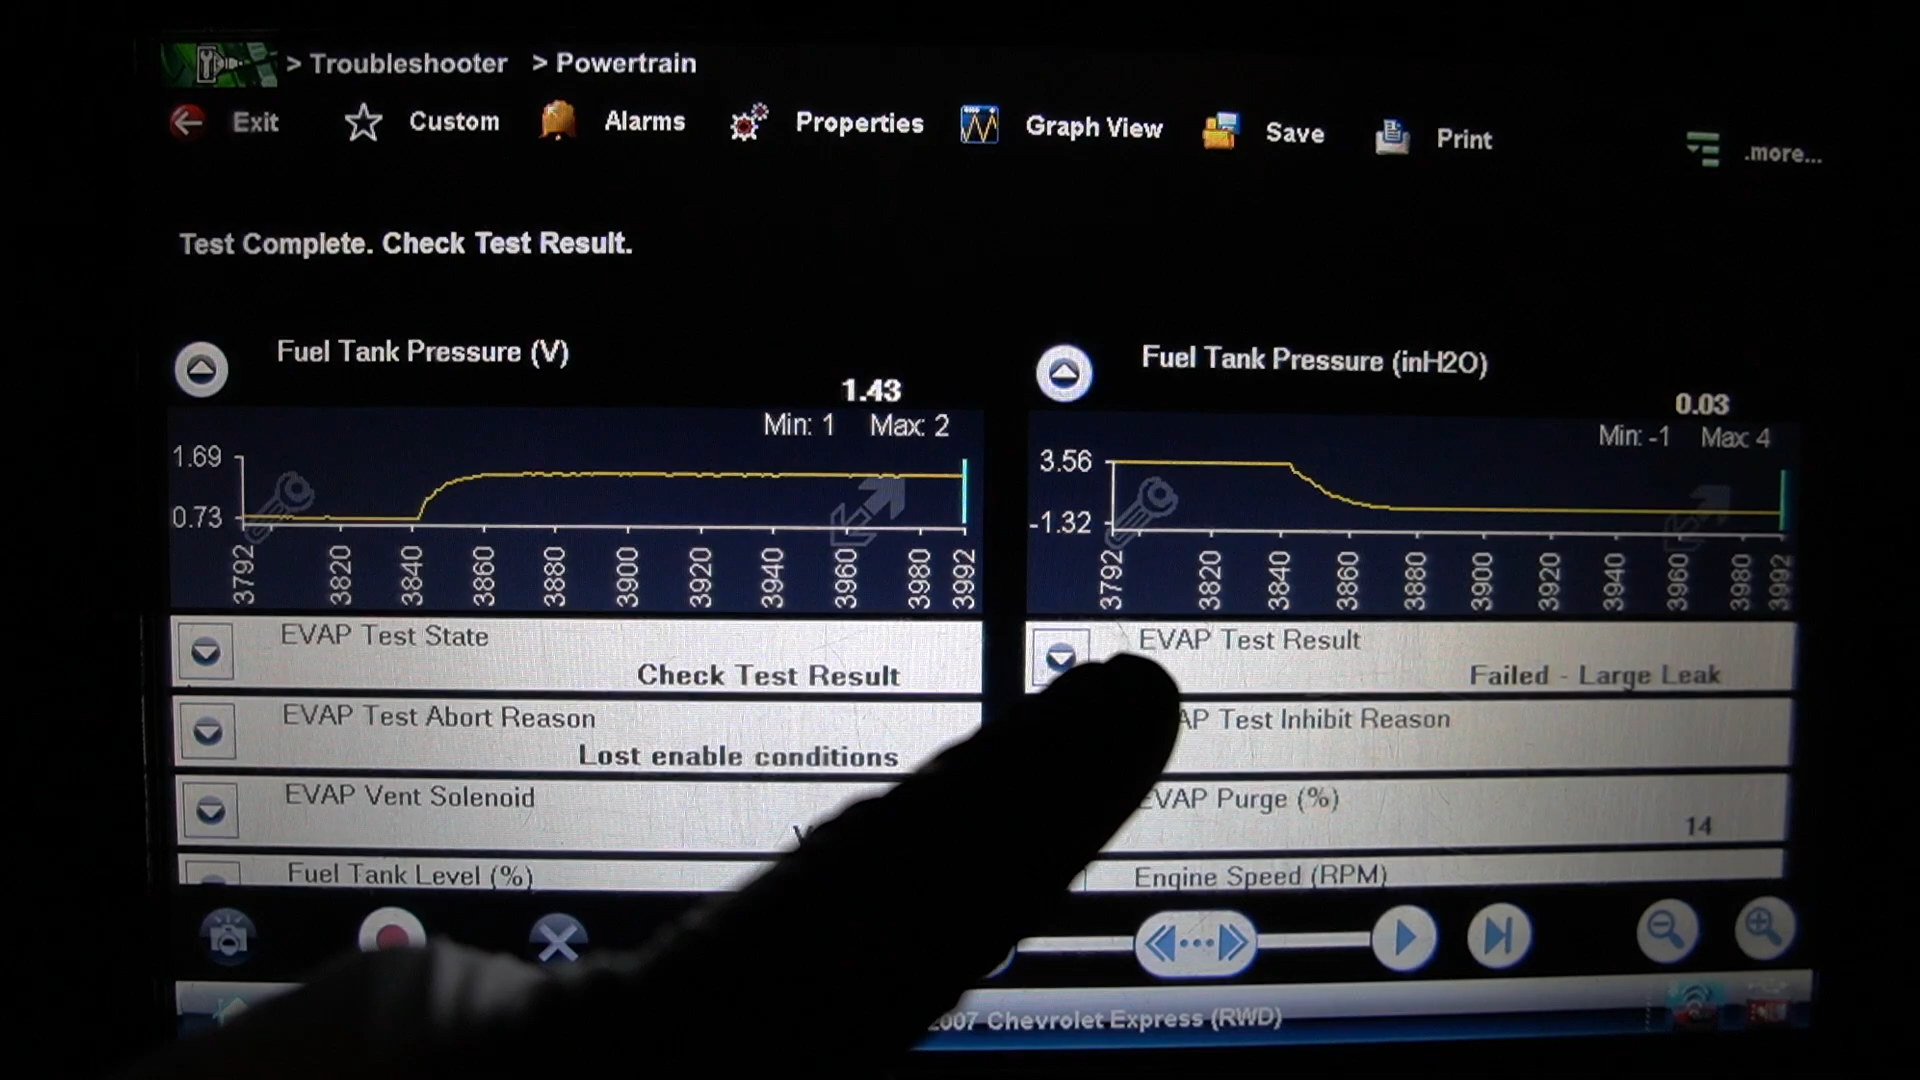 > Troubleshooter > Powertrain
Exit Custom Alarms Properties Graph View Save Print .more...
Test Complete. Check Test Result.
Fuel Tank Pressure (V)
1.43
Min: 1 Max: 2
1.69
0.73
3792 3820 3840 3860 3880 3900 3920 3940 3960 3980 3992
Fuel Tank Pressure (inH2O)
0.03
Min: -1 Max: 4
3.56
-1.32
3792 3820 3840 3860 3880 3900 3920 3940 3960 3980 3992
EVAP Test State
Check Test Result
EVAP Test Result
Failed - Large Leak
EVAP Test Abort Reason
Lost enable conditions
AP Test Inhibit Reason
EVAP Vent Solenoid
EVAP Purge (%)
14
Fuel Tank Level (%)
Engine Speed (RPM)
2007 Chevrolet Express (RWD)